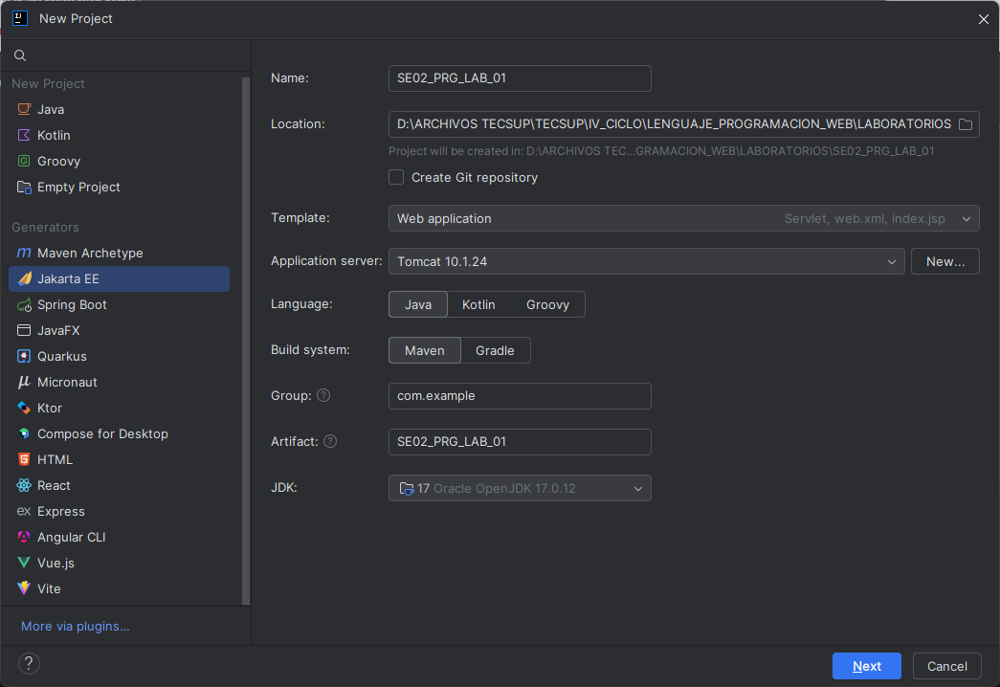 New Project
New Project
Java
Kotlin
Groovy
Empty Project
Generators
Maven Archetype
Jakarta EE
Spring Boot
JavaFX
Quarkus
Micronaut
Ktor
Compose for Desktop
HTML
React
Express
Angular CLI
Vue.js
Vite
More via plugins...
Name: SE02_PRG_LAB_01
Location: D:\ARCHIVOS TECSUP\TECSUP\IV_CICLO\LENGUAJE_PROGRAMACION_WEB\LABORATORIOS
Project will be created in: D:\ARCHIVOS TEC...GRAMACION_WEB\LABORATORIOS\SE02_PRG_LAB_01
Create Git repository
Template: Web application Servlet, web.xml, index.jsp
Application server: Tomcat 10.1.24 New...
Language: Java Kotlin Groovy
Build system: Maven Gradle
Group: ? com.example
Artifact: ? SE02_PRG_LAB_01
JDK: 17 Oracle OpenJDK 17.0.12
? Next Cancel